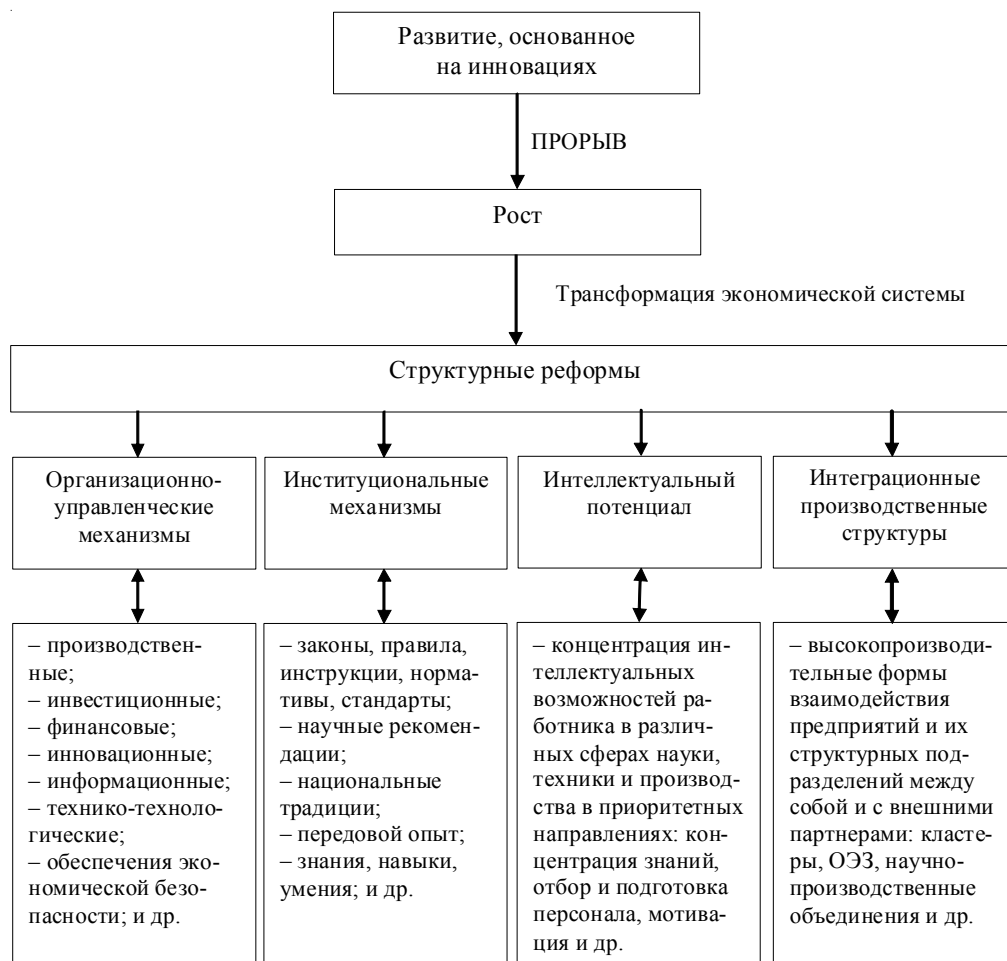 Развитие, основанное
на инновациях
ПРОРЫВ
Рост
Трансформация экономической системы
Структурные реформы
Организационно-
управленческие
механизмы
Институциональные
механизмы
Интеллектуальный
потенциал
Интеграционные
производственные
структуры
– производствен-
ные;
– инвестиционные;
– финансовые;
– инновационные;
– информационные;
– технико-техноло-
гические;
– обеспечения эко-
номической безо-
пасности; и др.
– законы, правила,
инструкции, норма-
тивы, стандарты;
– научные рекомен-
дации;
– национальные
традиции;
– передовой опыт;
– знания, навыки,
умения; и др.
– концентрация ин-
теллектуальных
возможностей ра-
ботника в различ-
ных сферах науки,
техники и производ-
ства в приоритетных
направлениях: кон-
центрация знаний,
отбор и подготовка
персонала, мотива-
ция и др.
– высокопроизводи-
тельные формы
взаимодействия
предприятий и их
структурных под-
разделений между
собой и с внешними
партнерами: класте-
ры, ОЭЗ, научно-
производственные
объединения и др.